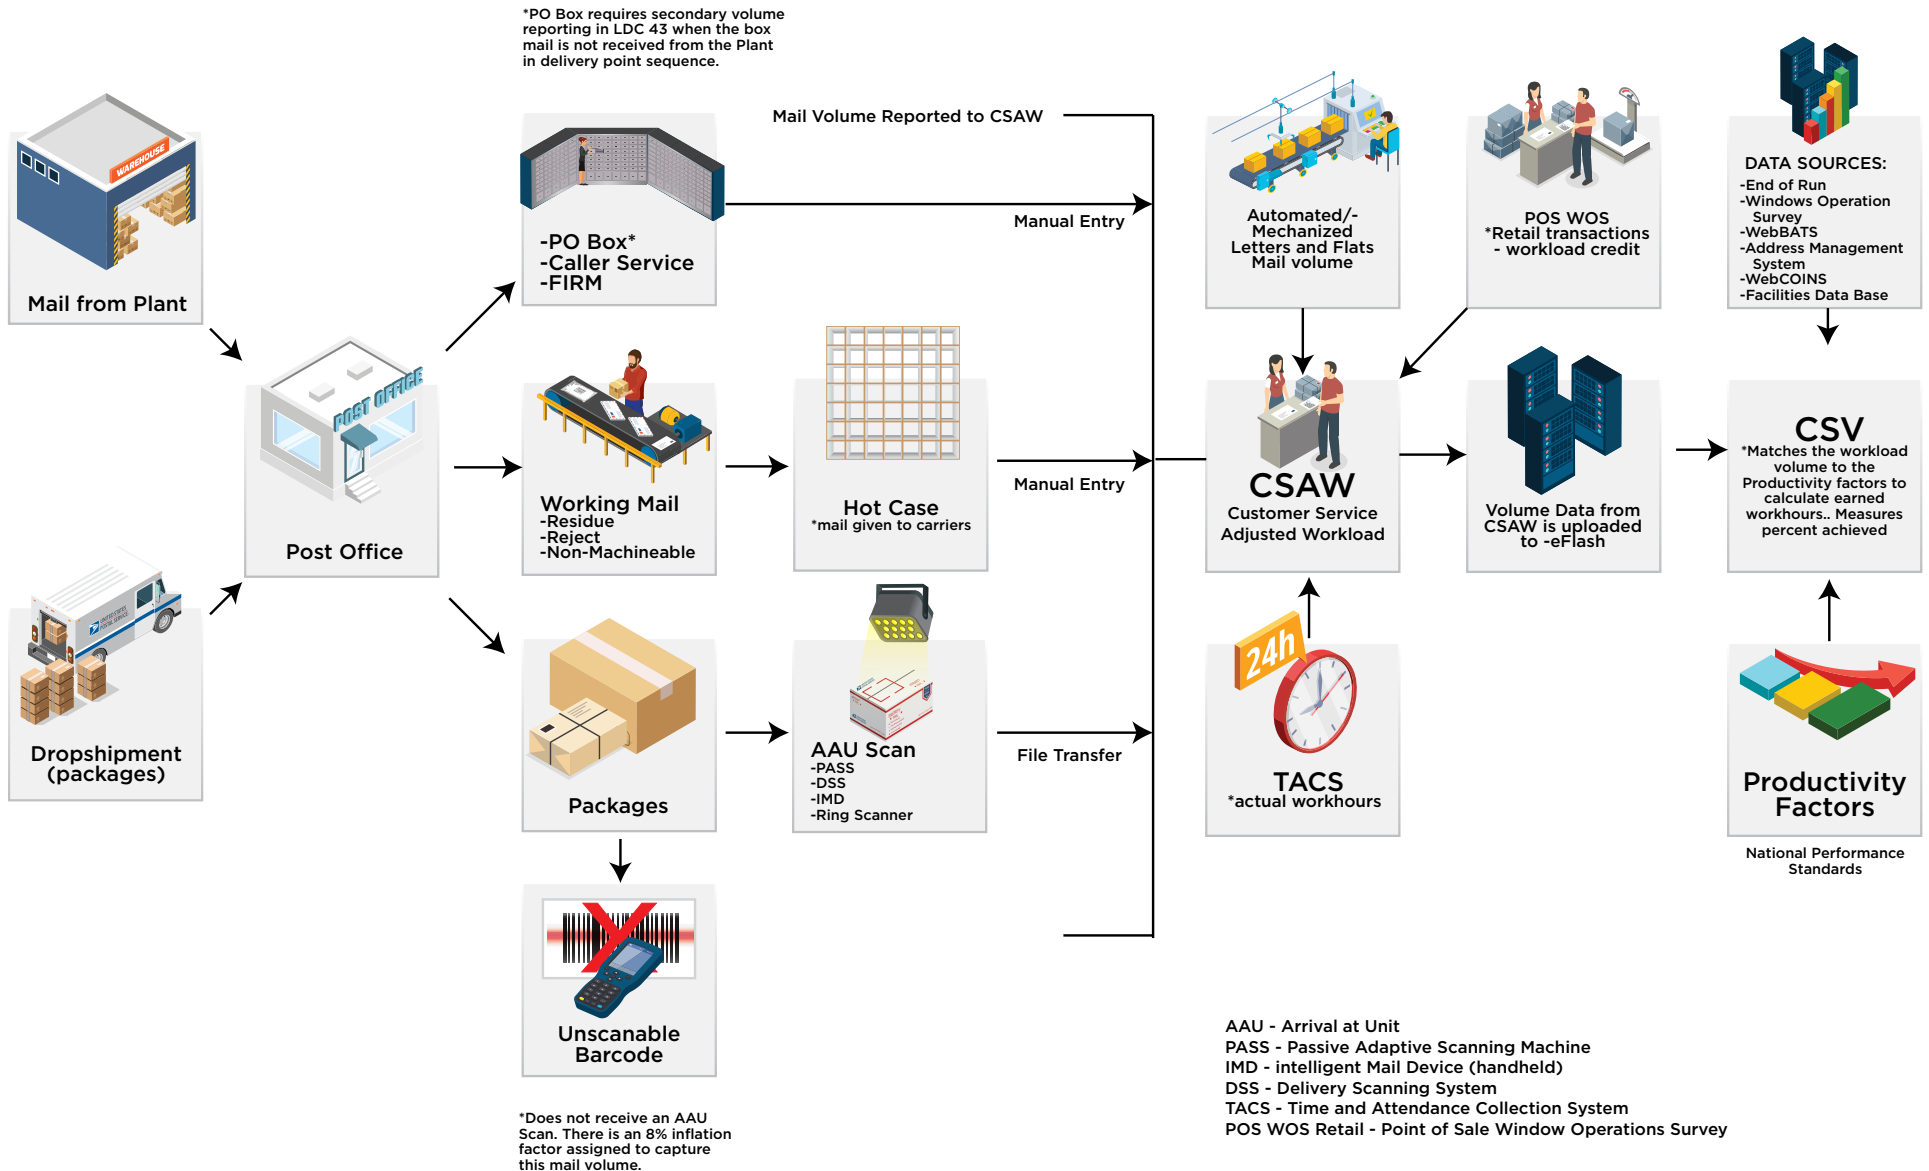 *PO Box requires secondary volume
reporting in LDC 43 when the box
mail is not received from the Plant
in delivery point sequence.
WAREHOUSE
Mail from Plant
UNITED STATES
POSTAL SERVICE
Dropshipment
(packages)
POST OFFICE
Post Office
-PO Box*
-Caller Service
-FIRM
Working Mail
-Residue
-Reject
-Non-Machineable
Hot Case
*mail given to carriers
Packages
AAU Scan
-PASS
-DSS
-IMD
-Ring Scanner
Unscanable
Barcode
*Does not receive an AAU
Scan. There is an 8% inflation
factor assigned to capture
this mail volume.
Mail Volume Reported to CSAW
Manual Entry
Manual Entry
File Transfer
Automated/-
Mechanized
Letters and Flats
Mail volume
POS WOS
*Retail transactions
- workload credit
DATA SOURCES:
-End of Run
-Windows Operation
Survey
-WebBATS
-Address Management
System
-WebCOINS
-Facilities Data Base
CSAW
Customer Service
Adjusted Workload
Volume Data from
CSAW is uploaded
to -eFlash
CSV
*Matches the workload
volume to the
Productivity factors to
calculate earned
workhours.. Measures
percent achieved
24h
TACS
*actual workhours
Productivity
Factors
National Performance
Standards
AAU - Arrival at Unit
PASS - Passive Adaptive Scanning Machine
IMD - intelligent Mail Device (handheld)
DSS - Delivery Scanning System
TACS - Time and Attendance Collection System
POS WOS Retail - Point of Sale Window Operations Survey